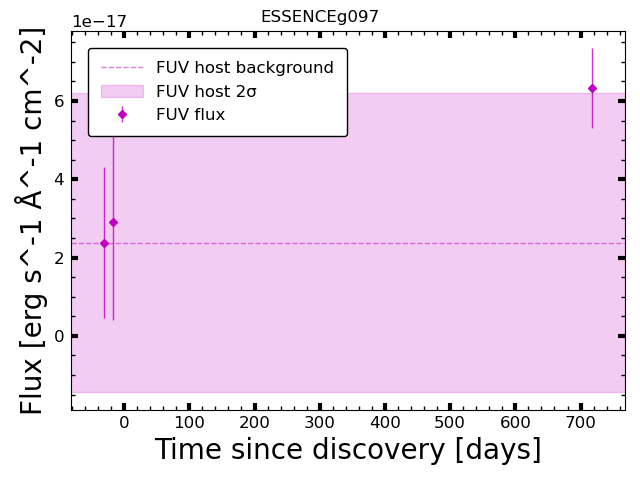 ESSENCEg097
1e−17
FUV host background
FUV host 2σ
FUV flux
6
4
2
0
Flux [erg s^-1 Å^-1 cm^-2]
0 100 200 300 400 500 600 700
Time since discovery [days]